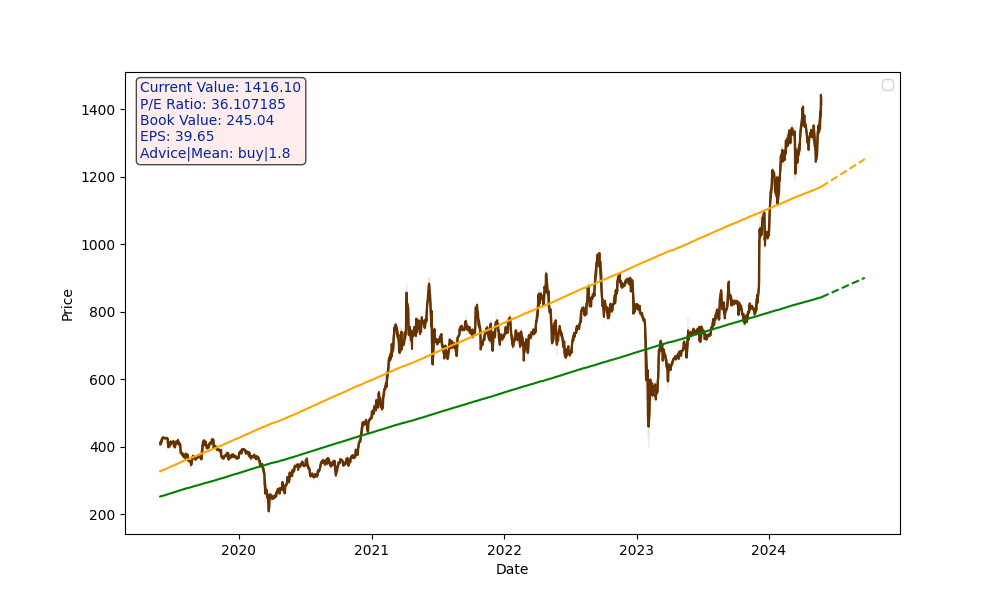 Current Value: 1416.10
P/E Ratio: 36.107185
Book Value: 245.04
EPS: 39.65
Advice|Mean: buy|1.8
1400
1200
1000
800
600
400
200
Price
2020
2021
2022
2023
2024
Date